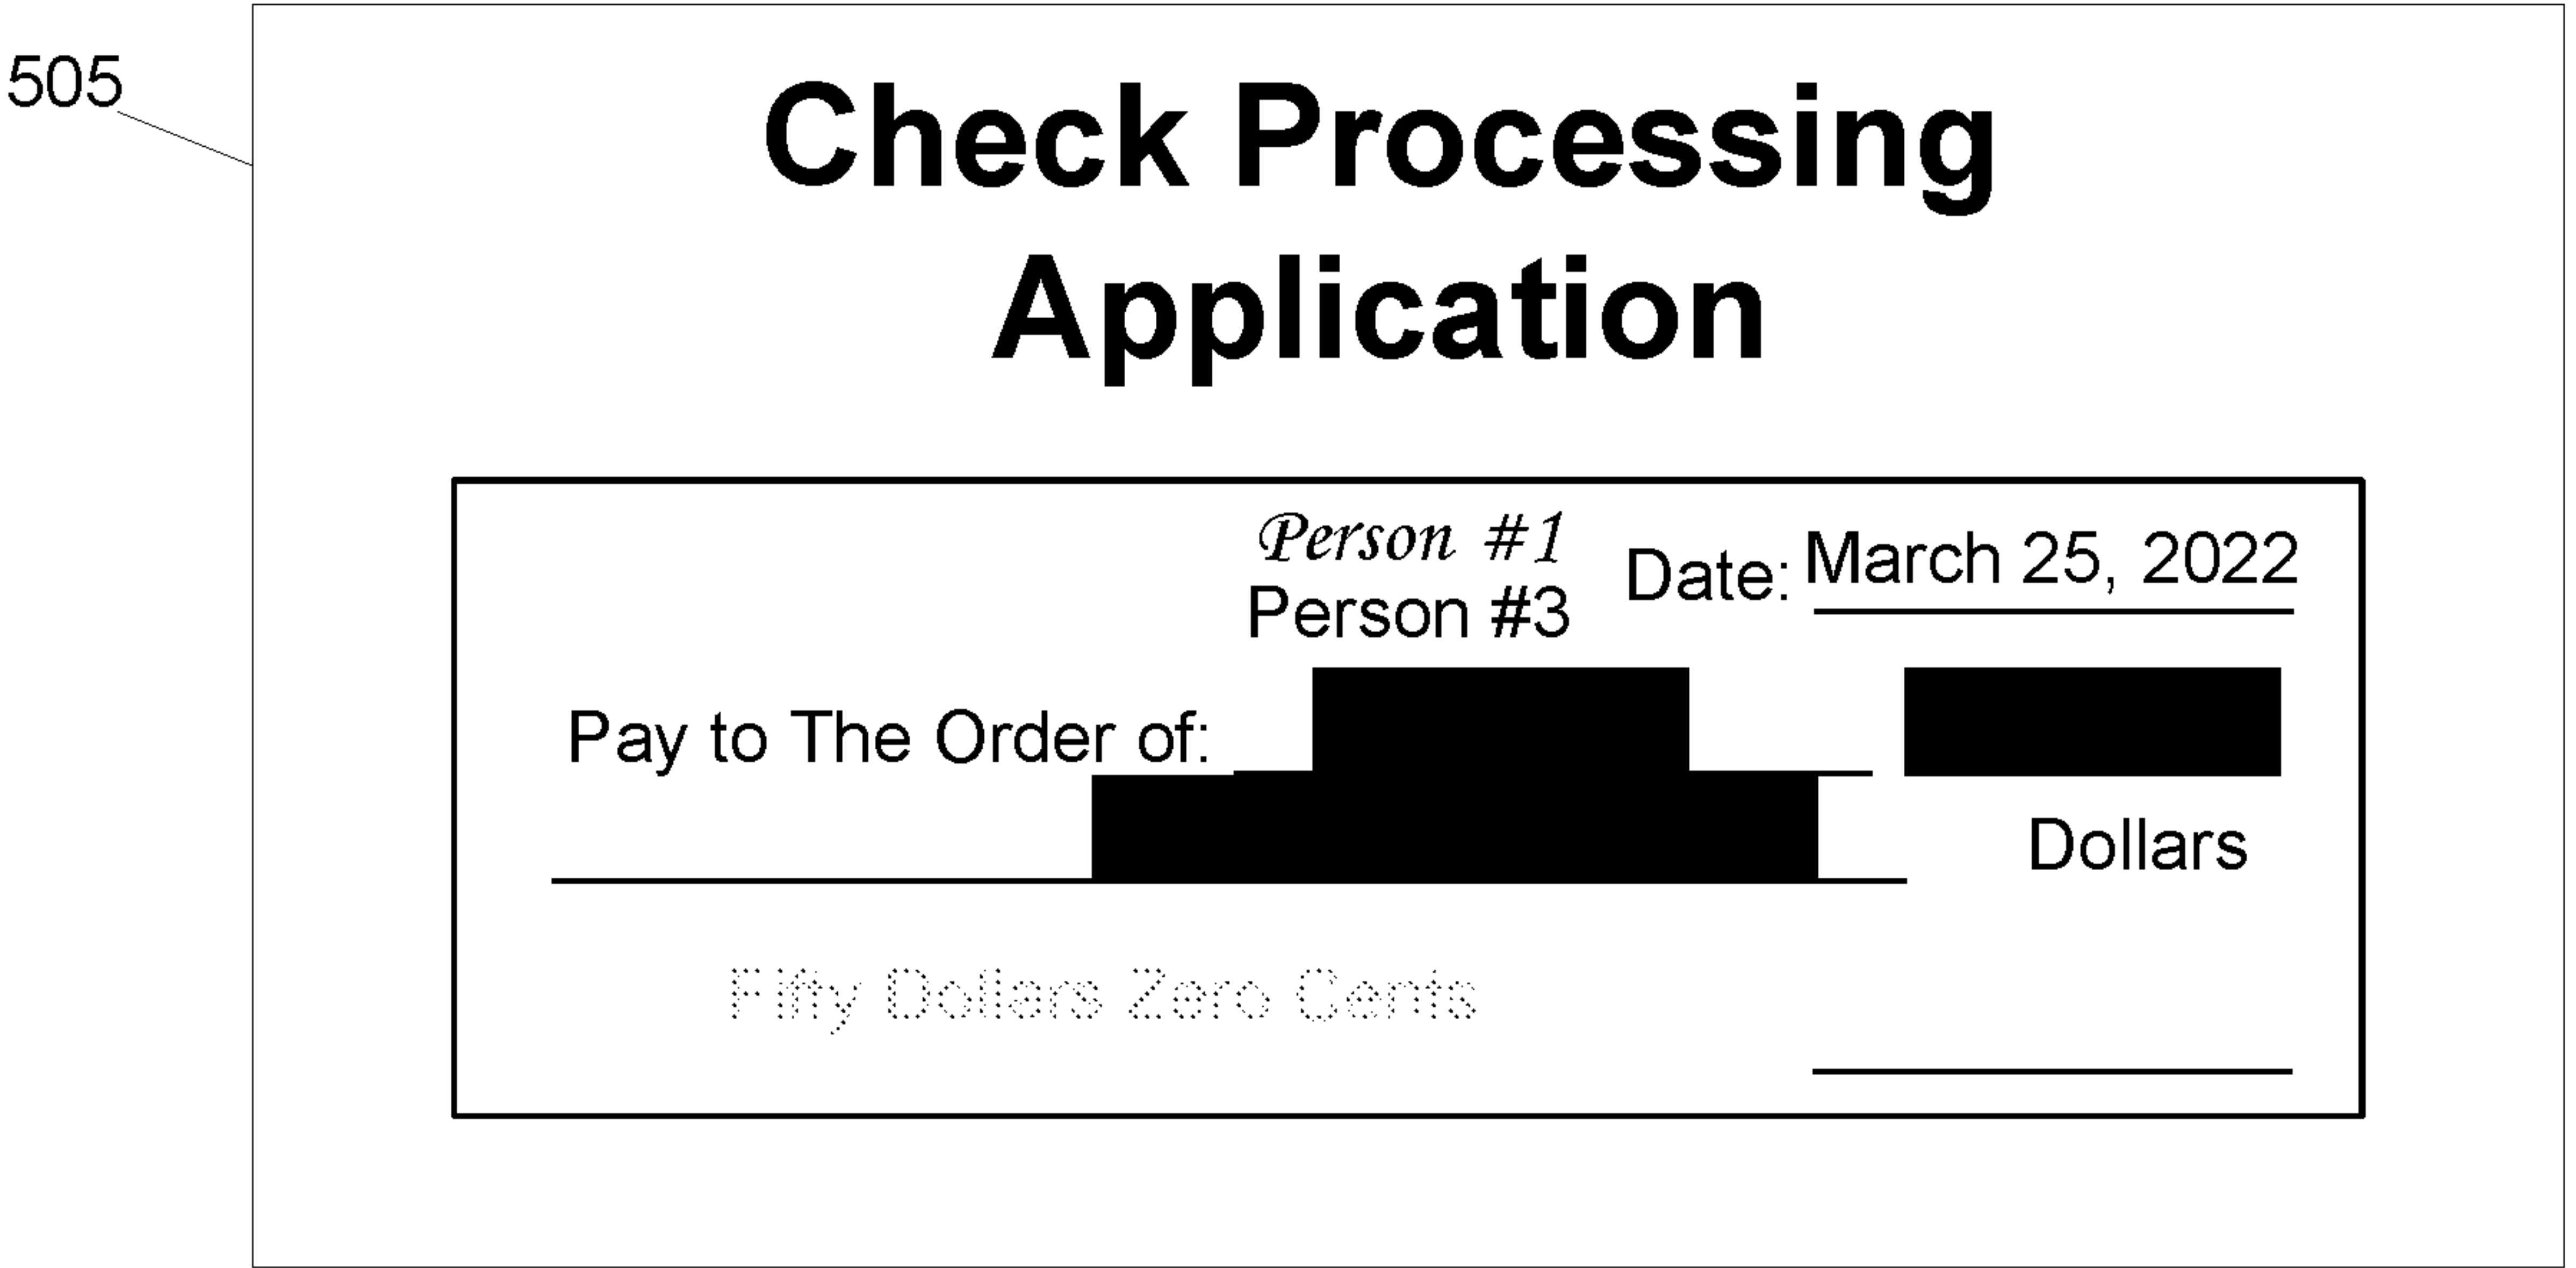 505
Check Processing
Application
Person #1
Person #3
Date: March 25, 2022
Pay to The Order of:
Dollars
Fifty Dollars Zero Cents